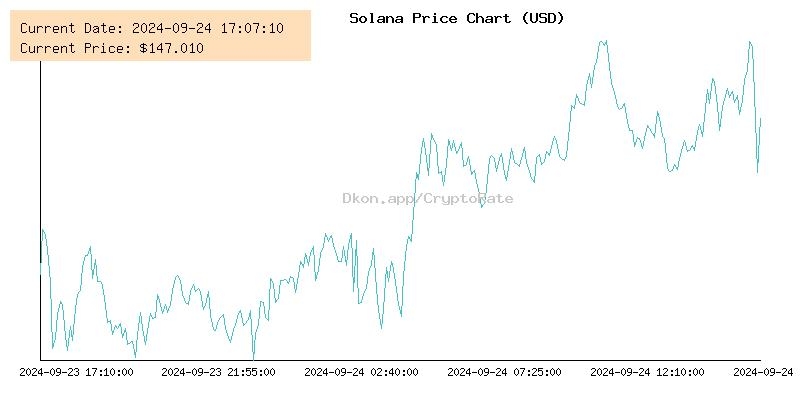 Solana Price Chart (USD)
Current Date: 2024-09-24 17:07:10
Current Price: $147.010
Dkon.app/CryptoRate
2024-09-23 17:10:00 2024-09-23 21:55:00 2024-09-24 02:40:00 2024-09-24 07:25:00 2024-09-24 12:10:00 2024-09-24